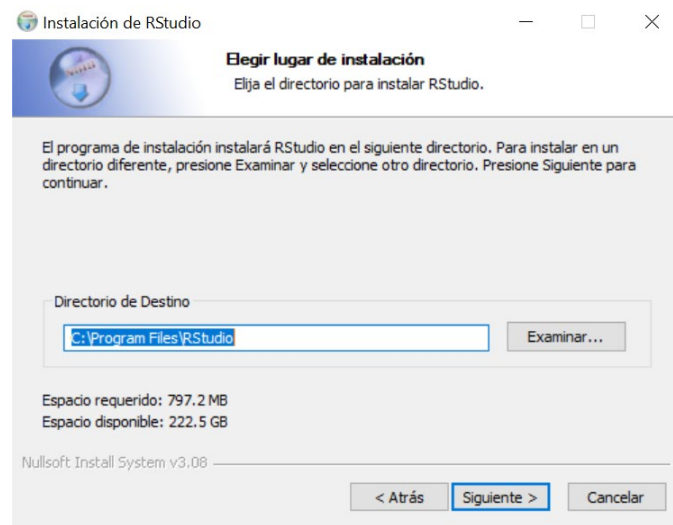 Instalación de RStudio
Elegir lugar de instalación
Elija el directorio para instalar RStudio.
El programa de instalación instalará RStudio en el siguiente directorio. Para instalar en un
directorio diferente, presione Examinar y seleccione otro directorio. Presione Siguiente para
continuar.
Directorio de Destino
C:\Program Files\RStudio
Examinar...
Espacio requerido: 797.2 MB
Espacio disponible: 222.5 GB
Nullsoft Install System v3.08
< Atrás
Siguiente >
Cancelar